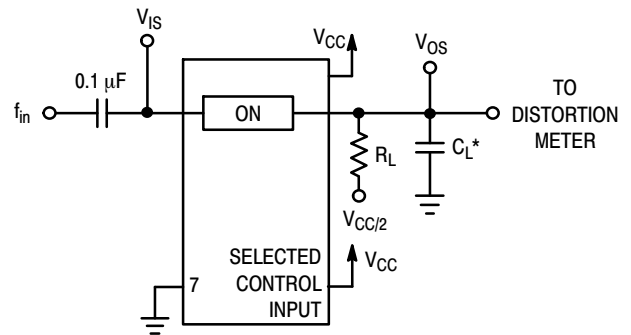 V_IS
V_CC
V_OS
0.1 μF
f_in
ON
TO
DISTORTION
METER
R_L
C_L*
V_CC/2
SELECTED
CONTROL
INPUT
V_CC
7